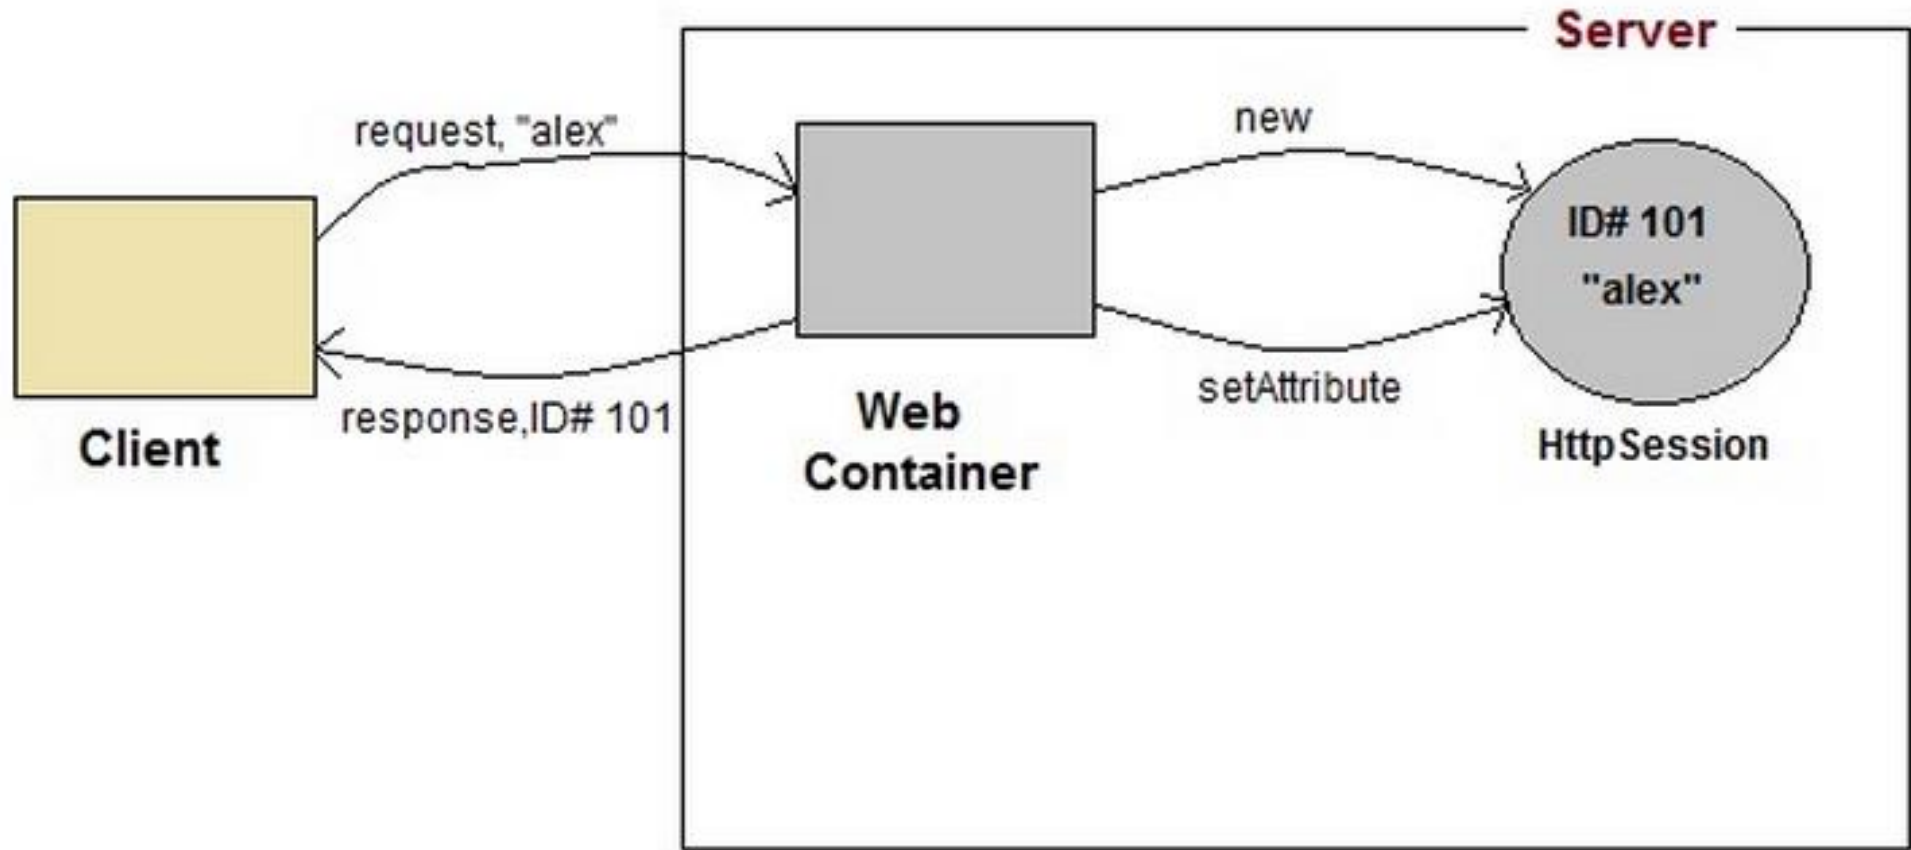 Server
request, "alex"
new
ID# 101
"alex"
Client
response,ID# 101
Web
Container
setAttribute
HttpSession